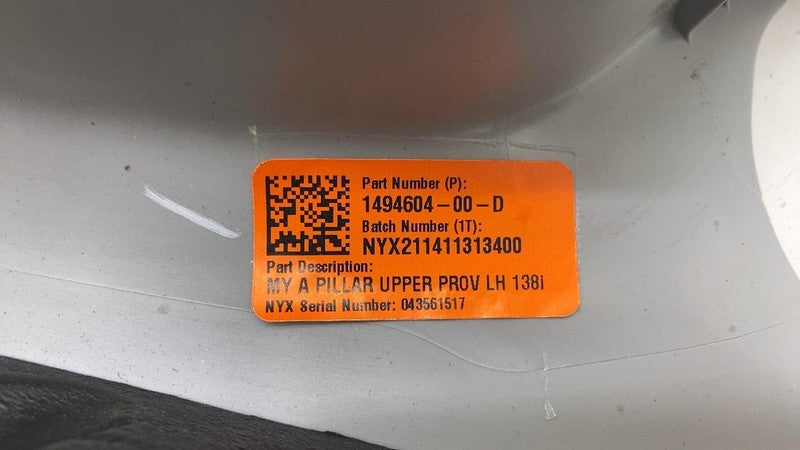 Part Number (P):
1494604-00-D
Batch Number (1T):
NYX211411313400
Part Description:
MY A PILLAR UPPER PROV LH 138i
NYX Serial Number: 043561517